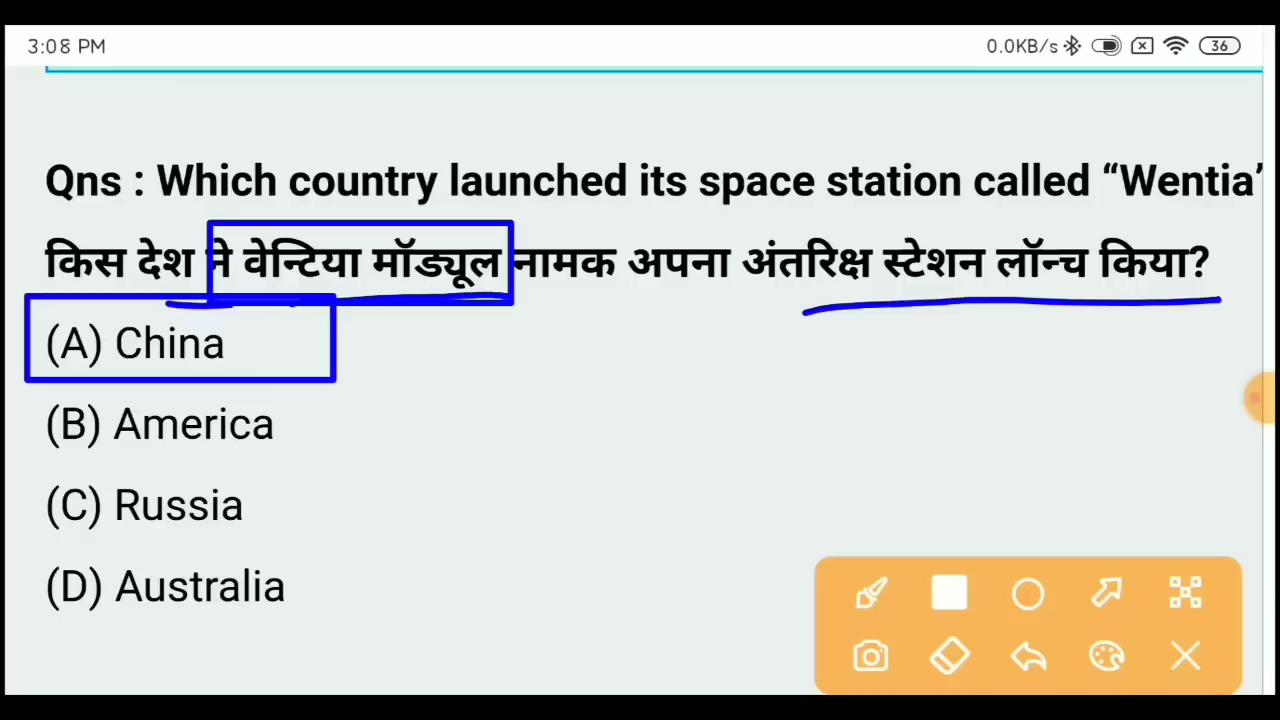 3:08 PM 0.0KB/s 36
Qns : Which country launched its space station called “Wentia’
किस देश ने वेन्टिया मॉड्यूल नामक अपना अंतरिक्ष स्टेशन लॉन्च किया?
(A) China
(B) America
(C) Russia
(D) Australia